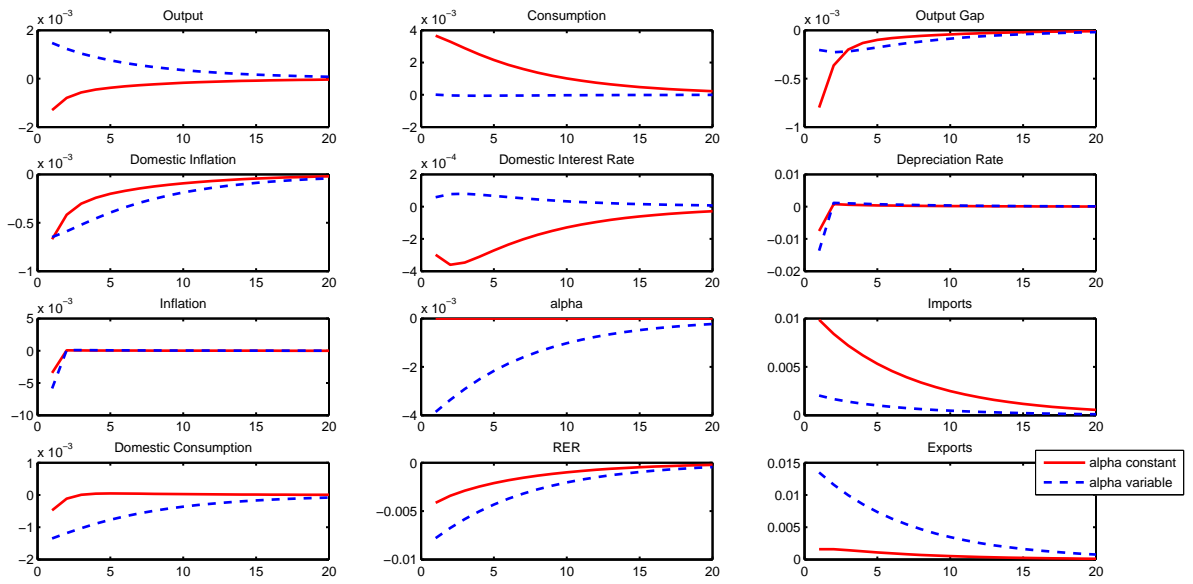 x 10⁻³ Output
2
0
−2
0 5 10 15 20
x 10⁻³ Consumption
4
2
0
−2
0 5 10 15 20
x 10⁻³ Output Gap
0
−0.5
−1
0 5 10 15 20
x 10⁻³ Domestic Inflation
0
−0.5
−1
0 5 10 15 20
x 10⁻⁴ Domestic Interest Rate
2
0
−2
−4
0 5 10 15 20
Depreciation Rate
0.01
0
−0.01
−0.02
0 5 10 15 20
x 10⁻³ Inflation
5
0
−5
−10
0 5 10 15 20
x 10⁻³ alpha
0
−2
−4
0 5 10 15 20
Imports
0.01
0.005
0
0 5 10 15 20
x 10⁻³ Domestic Consumption
1
0
−1
−2
0 5 10 15 20
RER
0
−0.005
−0.01
0 5 10 15 20
Exports
0.015
0.01
0.005
0
0 5 10 15 20
alpha constant
alpha variable